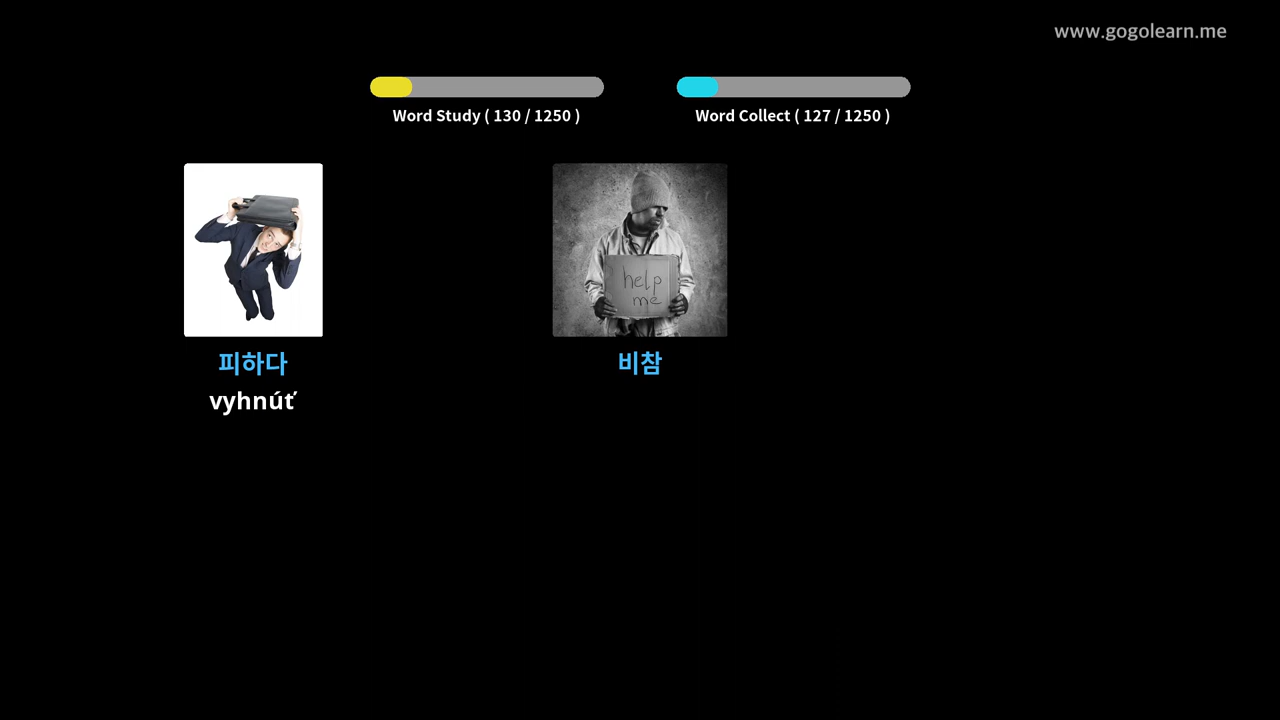 www.gogolearn.me
Word Study ( 130 / 1250 )
Word Collect ( 127 / 1250 )
help
me
피하다
비참
vyhnúť